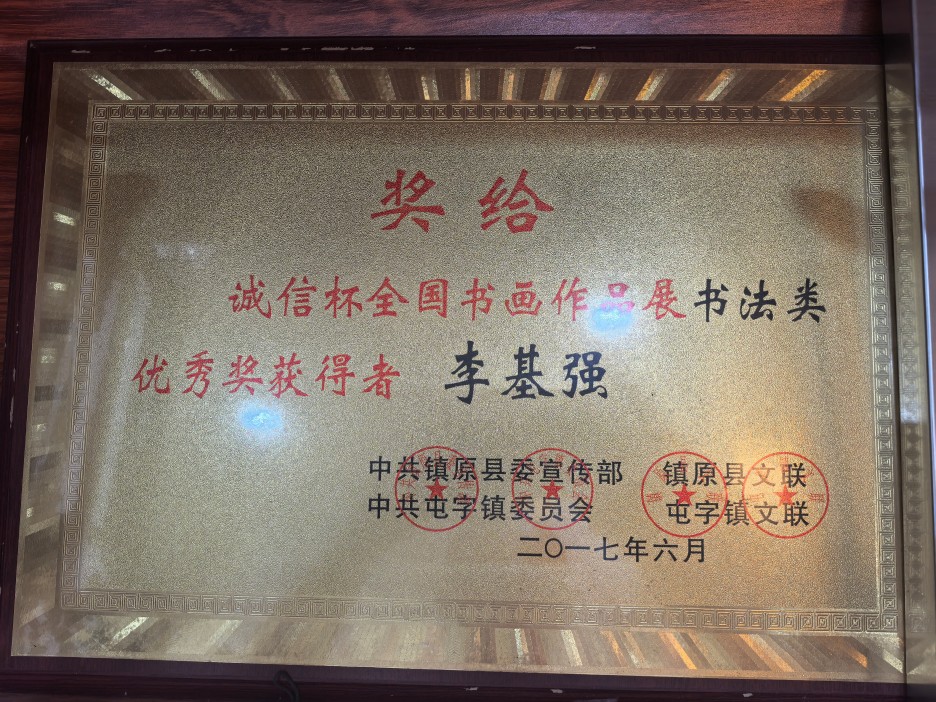 奖给
诚信杯全国书画作品展书法类
优秀奖获得者 李基强
中共镇原县委宣传部 镇原县文联
中共屯字镇委员会 屯字镇文联
二〇一七年六月